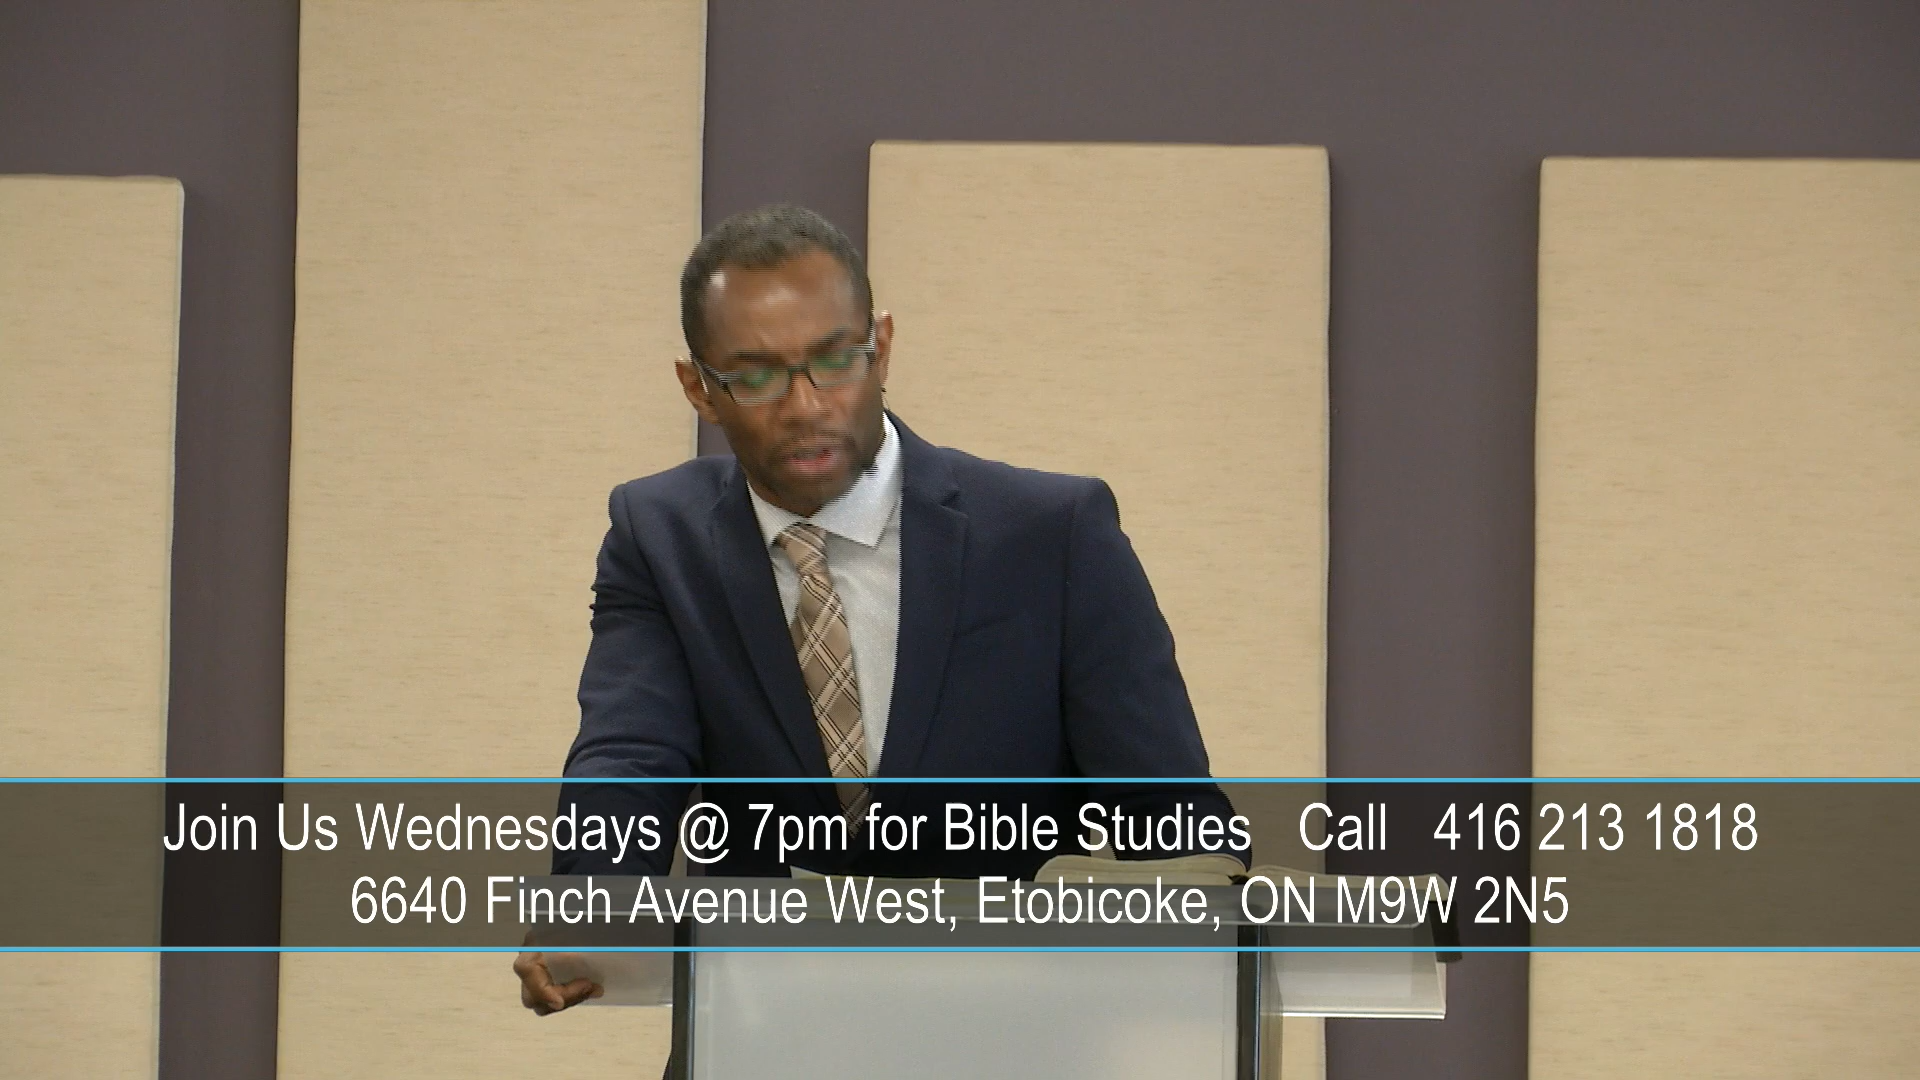 Join Us Wednesdays @ 7pm for Bible Studies Call 416 213 1818
6640 Finch Avenue West, Etobicoke, ON M9W 2N5